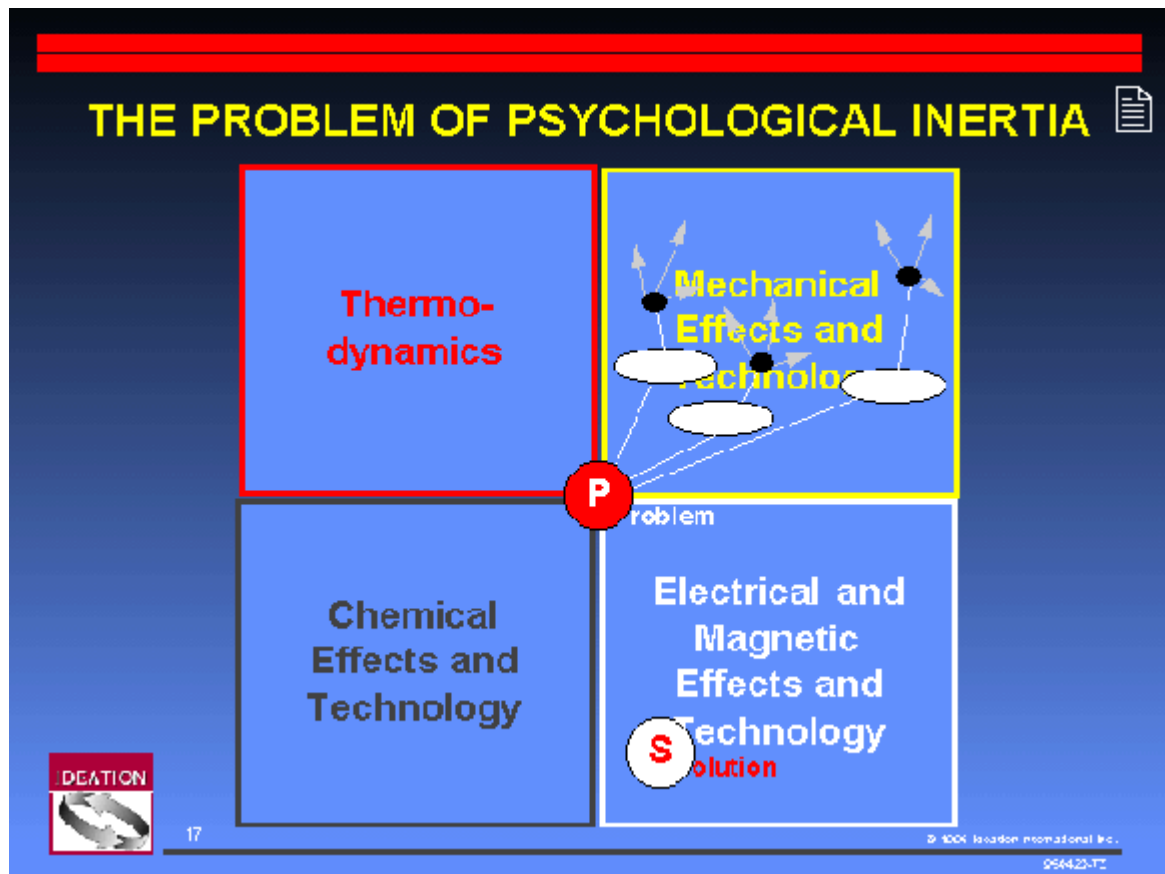 THE PROBLEM OF PSYCHOLOGICAL INERTIA
Thermo-
dynamics
Mechanical
Effects and
Technolo
P
roblem
Chemical
Effects and
Technology
Electrical and
Magnetic
Effects and
Technology
S
olution
IDEATION
17